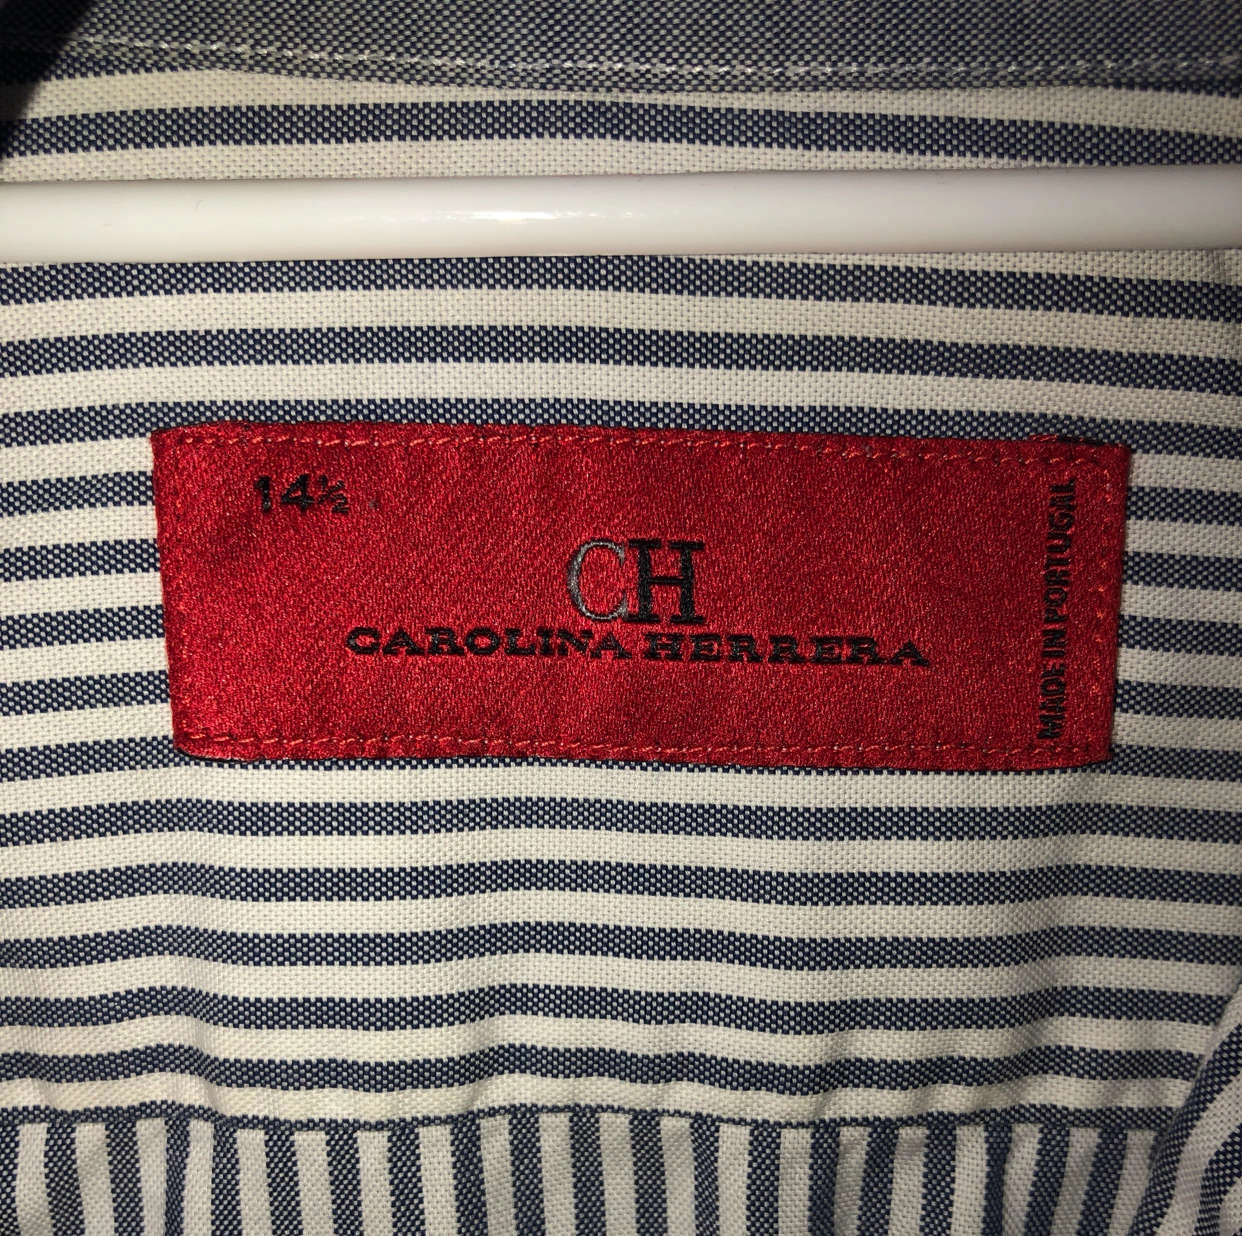 14½
CH
CAROLINA HERRERA
MADE IN PORTUGAL